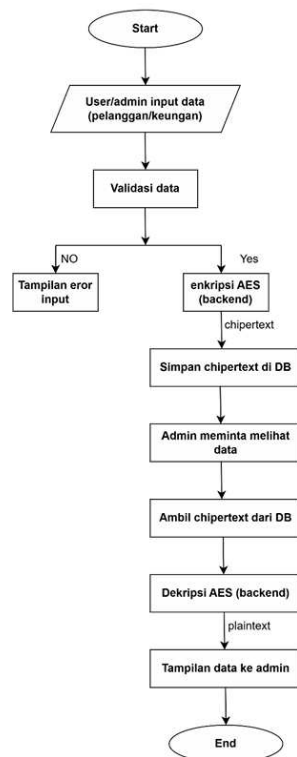 Start
User/admin input data
(pelanggan/keungan)
Validasi data
NO
Yes
Tampilan eror
input
enkripsi AES
(backend)
chipertext
Simpan chipertext di DB
Admin meminta melihat
data
Ambil chipertext dari DB
Dekripsi AES (backend)
plaintext
Tampilan data ke admin
End